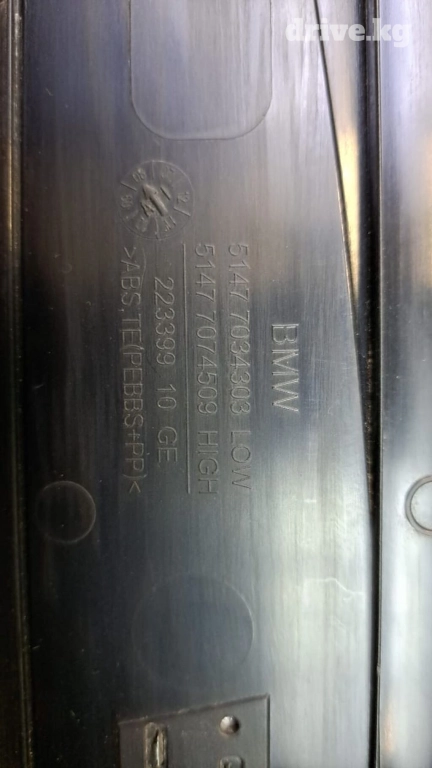 drive.kg
BMW
5147 7034303 LOW
5147 7074509 HIGH
223399 10 GE
>ABS,TE(PEBBS+PP)<